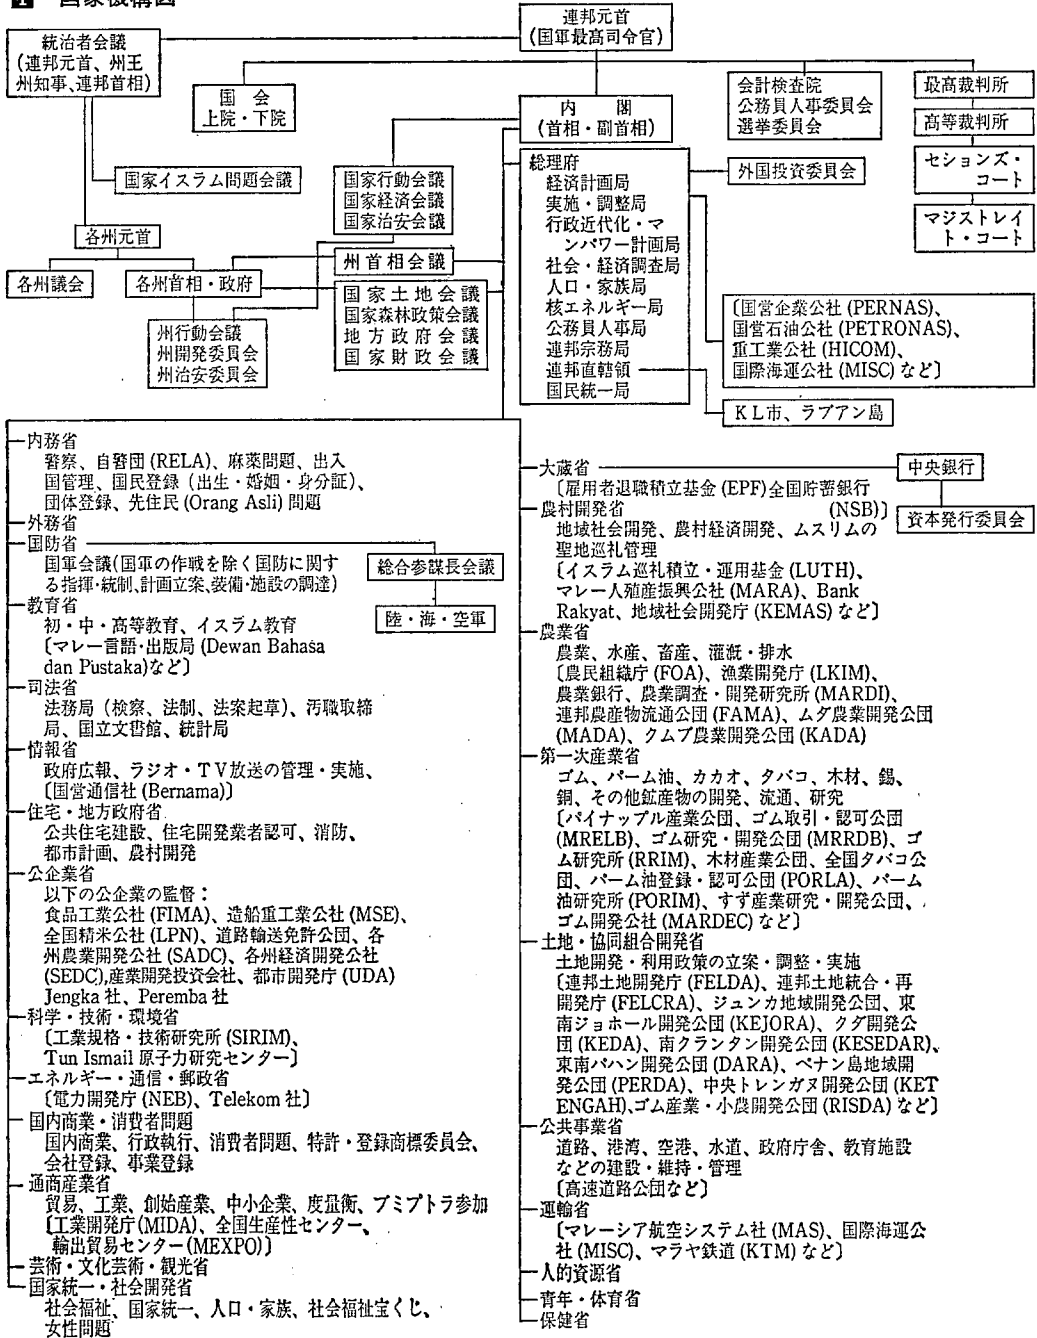 1 国家機構図
連邦元首
(国軍最高司令官)
統治者会議
(連邦元首、州王
州知事、連邦首相)
国 会
上院・下院
内 閣
(首相・副首相)
会計検査院
公務員人事委員会
選挙委員会
最高裁判所
高等裁判所
セションズ・
コート
マジストレイ
ト・コート
国家イスラム問題会議
国家行動会議
国家経済会議
国家治安会議
総理府
経済計画局
実施・調整局
行政近代化・マ
ンパワー計画局
社会・経済調査局
人口・家族局
核エネルギー局
公務員人事局
連邦宗務局
連邦直轄領
国民統一局
外国投資委員会
各州元首
各州議会
各州首相・政府
州首相会議
国家土地会議
国家森林政策会議
地方政府会議
国家財政会議
州行動会議
州開発委員会
州治安委員会
〔国営企業公社 (PERNAS)、
国営石油公社 (PETRONAS)、
重工業公社 (HICOM)、
国際海運公社 (MISC) など〕
KL市、ラブアン島
内務省
警察、自警団 (RELA)、麻薬問題、出入
国管理、国民登録（出生・婚姻・身分証）、
団体登録、先住民 (Orang Asli) 問題
外務省
国防省
国軍会議(国軍の作戦を除く国防に関す
る指揮・統制、計画立案、装備・施設の調達)
総合参謀長会議
陸・海・空軍
教育省
初・中・高等教育、イスラム教育
〔マレー言語・出版局 (Dewan Bahasa
dan Pustaka)など〕
司法省
法務局（検察、法制、法案起草）、汚職取締
局、国立文書館、統計局
情報省
政府広報、ラジオ・TV放送の管理・実施、
〔国営通信社 (Bernama)〕
住宅・地方政府省
公共住宅建設、住宅開発業者認可、消防、
都市計画、農村開発
公企業省
以下の公企業の監督：
食品工業公社 (FIMA)、造船重工業公社 (MSE)、
全国精米公社 (LPN)、道路輸送免許公団、各
州農業開発公社 (SADC)、各州経済開発公社
(SEDC),産業開発投資会社、都市開発庁 (UDA)
Jengka 社、Peremba 社
科学・技術・環境省
〔工業規格・技術研究所 (SIRIM)、
Tun Ismail 原子力研究センター〕
エネルギー・通信・郵政省
〔電力開発庁 (NEB)、Telekom 社〕
国内商業・消費者問題
国内商業、行政執行、消費者問題、特許・登録商標委員会、
会社登録、事業登録
通商産業省
貿易、工業、創始産業、中小企業、度量衡、ブミプトラ参加
〔工業開発庁(MIDA)、全国生産性センター、
輸出貿易センター(MEXPO)〕
芸術・文化芸術・観光省
国家統一・社会開発省
社会福祉、国家統一、人口・家族、社会福祉宝くじ、
女性問題
大蔵省
〔雇用者退職積立基金 (EPF)全国貯蓄銀行
(NSB)〕
中央銀行
資本発行委員会
農村開発省
地域社会開発、農村経済開発、ムスリムの
聖地巡礼管理
〔イスラム巡礼積立・運用基金 (LUTH)、
マレー人殖産振興公社 (MARA)、Bank
Rakyat、地域社会開発庁 (KEMAS) など〕
農業省
農業、水産、畜産、灌漑・排水
〔農民組織庁 (FOA)、漁業開発庁 (LKIM)、
農業銀行、農業調査・開発研究所 (MARDI)、
連邦農産物流通公団 (FAMA)、ムダ農業開発公団
(MADA)、クムブ農業開発公団 (KADA)
第一次産業省
ゴム、パーム油、カカオ、タバコ、木材、錫、
銅、その他鉱産物の開発、流通、研究
〔パイナップル産業公団、ゴム取引・認可公団
(MRELB)、ゴム研究・開発公団 (MRRDB)、ゴ
ム研究所 (RRIM)、木材産業公団、全国タバコ公
団、パーム油登録・認可公団 (PORLA)、パーム
油研究所 (PORIM)、すず産業研究・開発公団、
ゴム開発公社 (MARDEC) など〕
土地・協同組合開発省
土地開発・利用政策の立案・調整・実施
〔連邦土地開発庁 (FELDA)、連邦土地統合・再
開発庁 (FELCRA)、ジュンカ地域開発公団、東
南ジョホール開発公団 (KEJORA)、クダ開発公
団 (KEDA)、南クランタン開発公団 (KESEDAR)、
東南パハン開発公団 (DARA)、ペナン島地域開
発公団 (PERDA)、中央トレンガヌ開発公団 (KET
ENGAH)、ゴム産業・小農開発公団 (RISDA) など〕
公共事業省
道路、港湾、空港、水道、政府庁舎、教育施設
などの建設・維持・管理
〔高速道路公団など〕
運輸省
〔マレーシア航空システム社 (MAS)、国際海運公
社 (MISC)、マラヤ鉄道 (KTM) など〕
人的資源省
青年・体育省
保健省